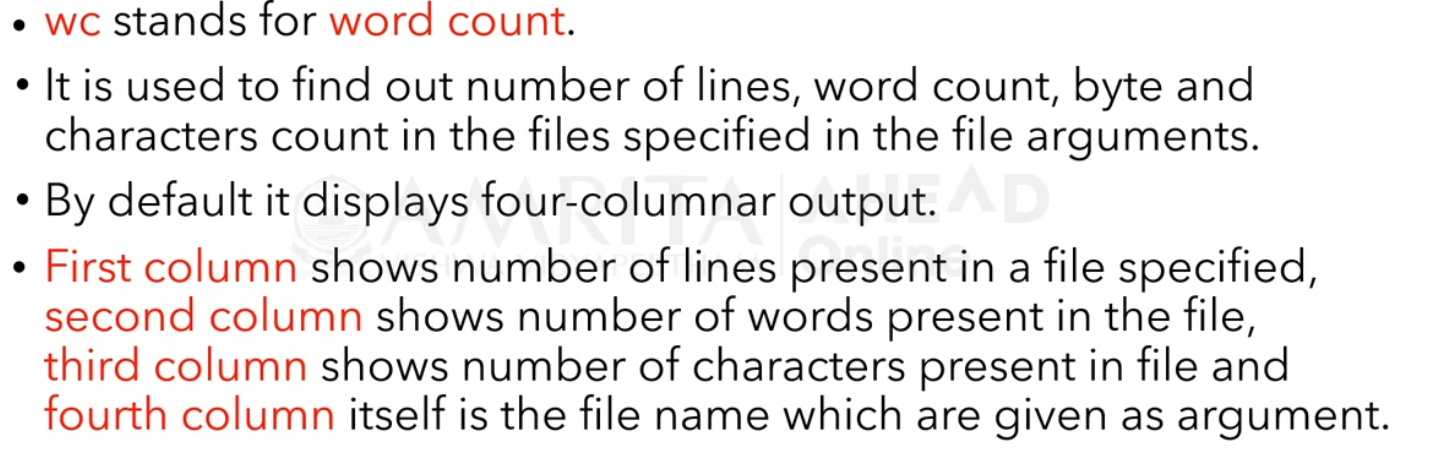 • wc stands for word count.
• It is used to find out number of lines, word count, byte and
characters count in the files specified in the file arguments.
• By default it displays four-columnar output.
• First column shows number of lines present in a file specified,
second column shows number of words present in the file,
third column shows number of characters present in file and
fourth column itself is the file name which are given as argument.
AMRITA AHEAD
Online